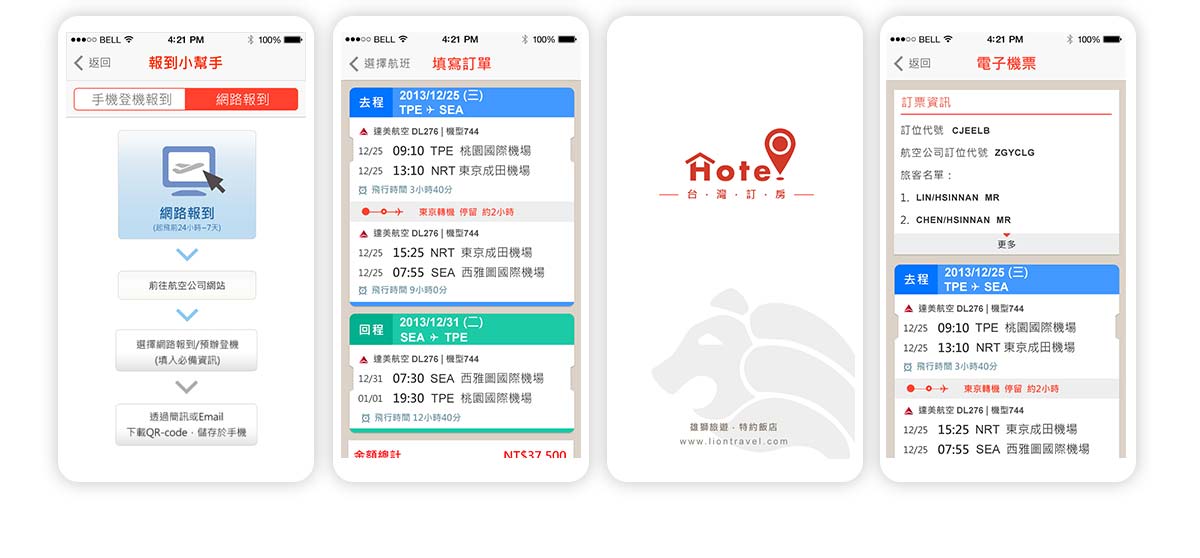 BELL 4:21 PM 100%
返回 報到小幫手
手機登機報到 網路報到
網路報到
(起飛前24小時~7天)
前往航空公司網站
選擇網路報到/預辦登機
(填入必備資訊)
透過簡訊或Email
下載QR-code，儲存於手機
BELL 4:21 PM 100%
選擇航班 填寫訂單
去程 2013/12/25 (三)
TPE ✈ SEA
達美航空 DL276 | 機型744
12/25 09:10 TPE 桃園國際機場
12/25 13:10 NRT 東京成田機場
飛行時間 3小時40分
東京轉機 停留 約2小時
達美航空 DL276 | 機型744
12/25 15:25 NRT 東京成田機場
12/25 07:55 SEA 西雅圖國際機場
飛行時間 9小時0分
回程 2013/12/31 (二)
SEA ✈ TPE
達美航空 DL276 | 機型744
12/31 07:30 SEA 西雅圖國際機場
01/01 19:30 TPE 桃園國際機場
飛行時間 12小時40分
金額總計 NT$37,500
Hotel
台·灣·訂·房
雄獅旅遊．特約飯店
www.liontravel.com
BELL 4:21 PM 100%
返回 電子機票
訂票資訊
訂位代號 CJEELB
航空公司訂位代號 ZGYCLG
旅客名單：
1. LIN/HSINNAN MR
2. CHEN/HSINNAN MR
更多
去程 2013/12/25 (三)
TPE ✈ SEA
達美航空 DL276 | 機型744
12/25 09:10 TPE 桃園國際機場
12/25 13:10 NRT 東京成田機場
飛行時間 3小時40分
東京轉機 停留 約2小時
達美航空 DL276 | 機型744
12/25 15:25 NRT 東京成田機場
12/25 07:55 SEA 西雅圖國際機場